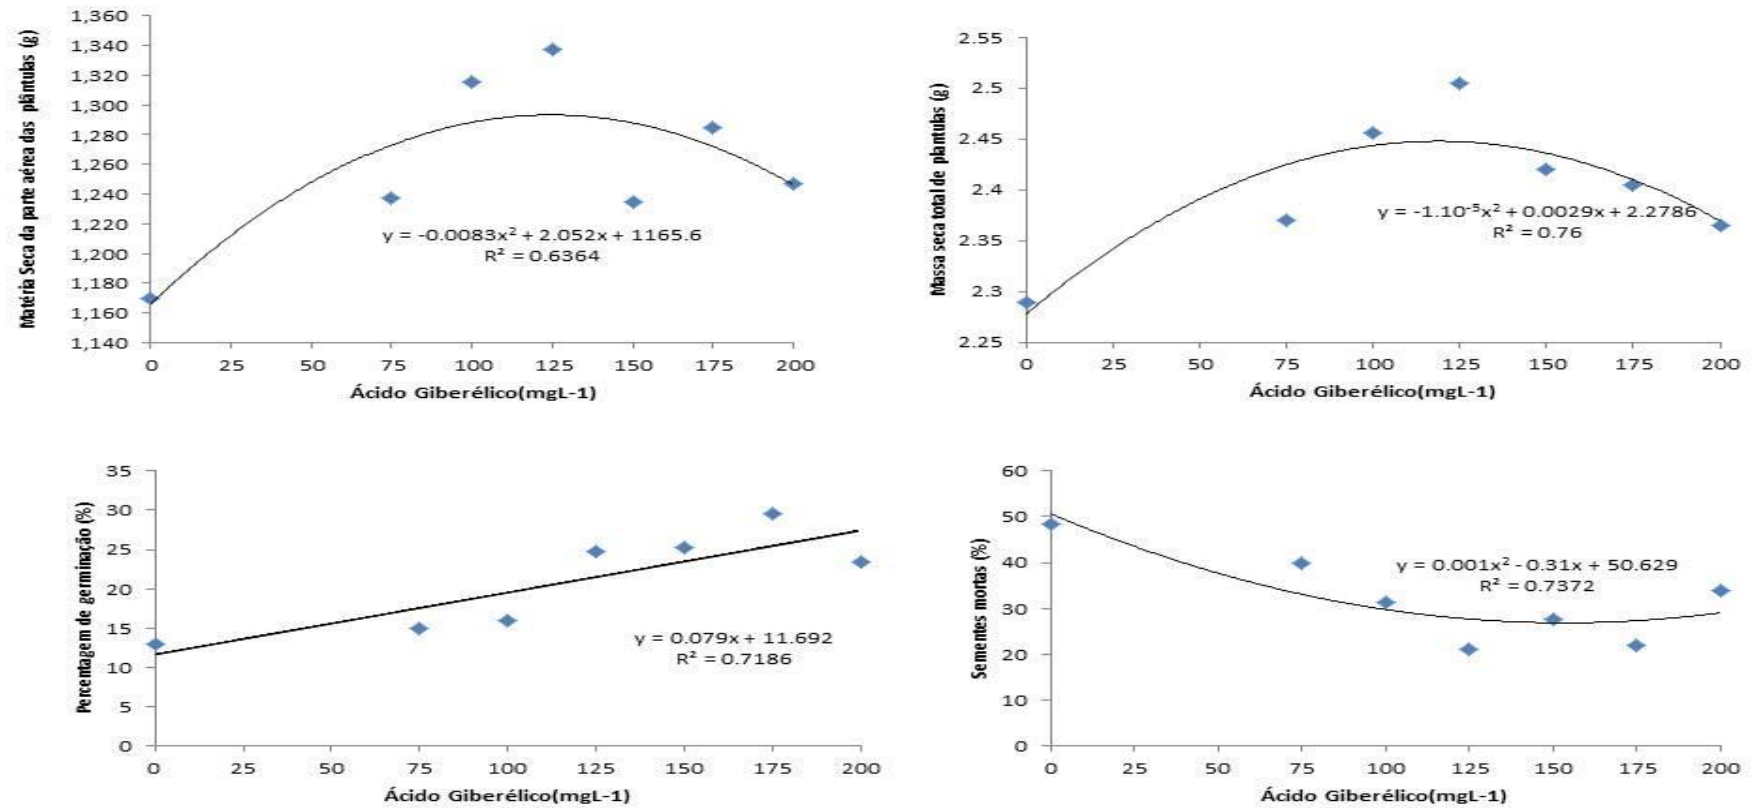 Matéria Seca da parte aérea das plântulas (g)
1,360
1,340
1,320
1,300
1,280
1,260
1,240
1,220
1,200
1,180
1,160
1,140
y = -0.0083x² + 2.052x + 1165.6
R² = 0.6364
0 25 50 75 100 125 150 175 200
Ácido Giberélico(mgL-1)
Massa seca total de plantulas (g)
2.55
2.5
2.45
2.4
2.35
2.3
2.25
y = -1.10⁻⁵x² + 0.0029x + 2.2786
R² = 0.76
0 25 50 75 100 125 150 175 200
Ácido Giberélico(mgL-1)
Percentagem de germinação (%)
35
30
25
20
15
10
5
0
y = 0.079x + 11.692
R² = 0.7186
0 25 50 75 100 125 150 175 200
Ácido Giberélico(mgL-1)
Sementes mortas (%)
60
50
40
30
20
10
0
y = 0.001x² - 0.31x + 50.629
R² = 0.7372
0 25 50 75 100 125 150 175 200
Ácido Giberélico(mgL-1)